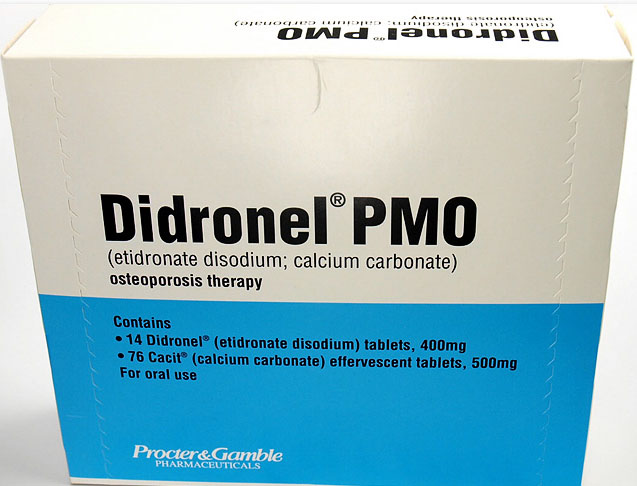 Didronel® PMO
(etidronate disodium; calcium carbonate)
osteoporosis therapy
Didronel® PMO
(etidronate disodium; calcium carbonate)
osteoporosis therapy
Contains
• 14 Didronel® (etidronate disodium) tablets, 400mg
• 76 Cacit® (calcium carbonate) effervescent tablets, 500mg
For oral use
Procter&Gamble
PHARMACEUTICALS